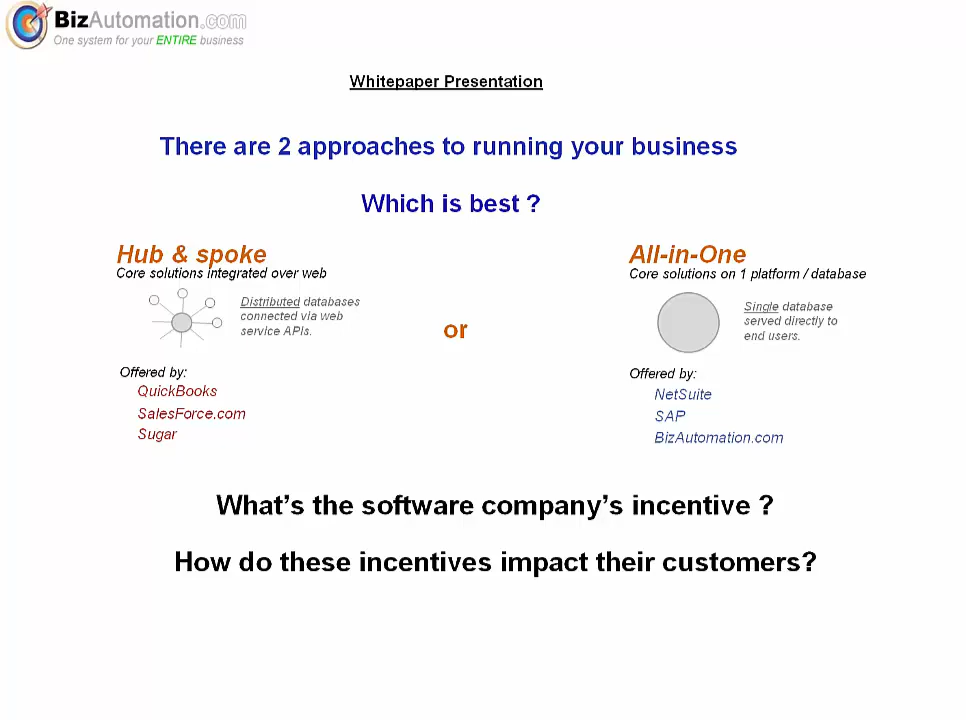 BizAutomation.com
One system for your ENTIRE business
Whitepaper Presentation
There are 2 approaches to running your business
Which is best ?
Hub & spoke
Core solutions integrated over web
Distributed databases
connected via web
service APIs.
Offered by:
QuickBooks
SalesForce.com
Sugar
or
All-in-One
Core solutions on 1 platform / database
Single database
served directly to
end users.
Offered by:
NetSuite
SAP
BizAutomation.com
What's the software company's incentive ?
How do these incentives impact their customers?